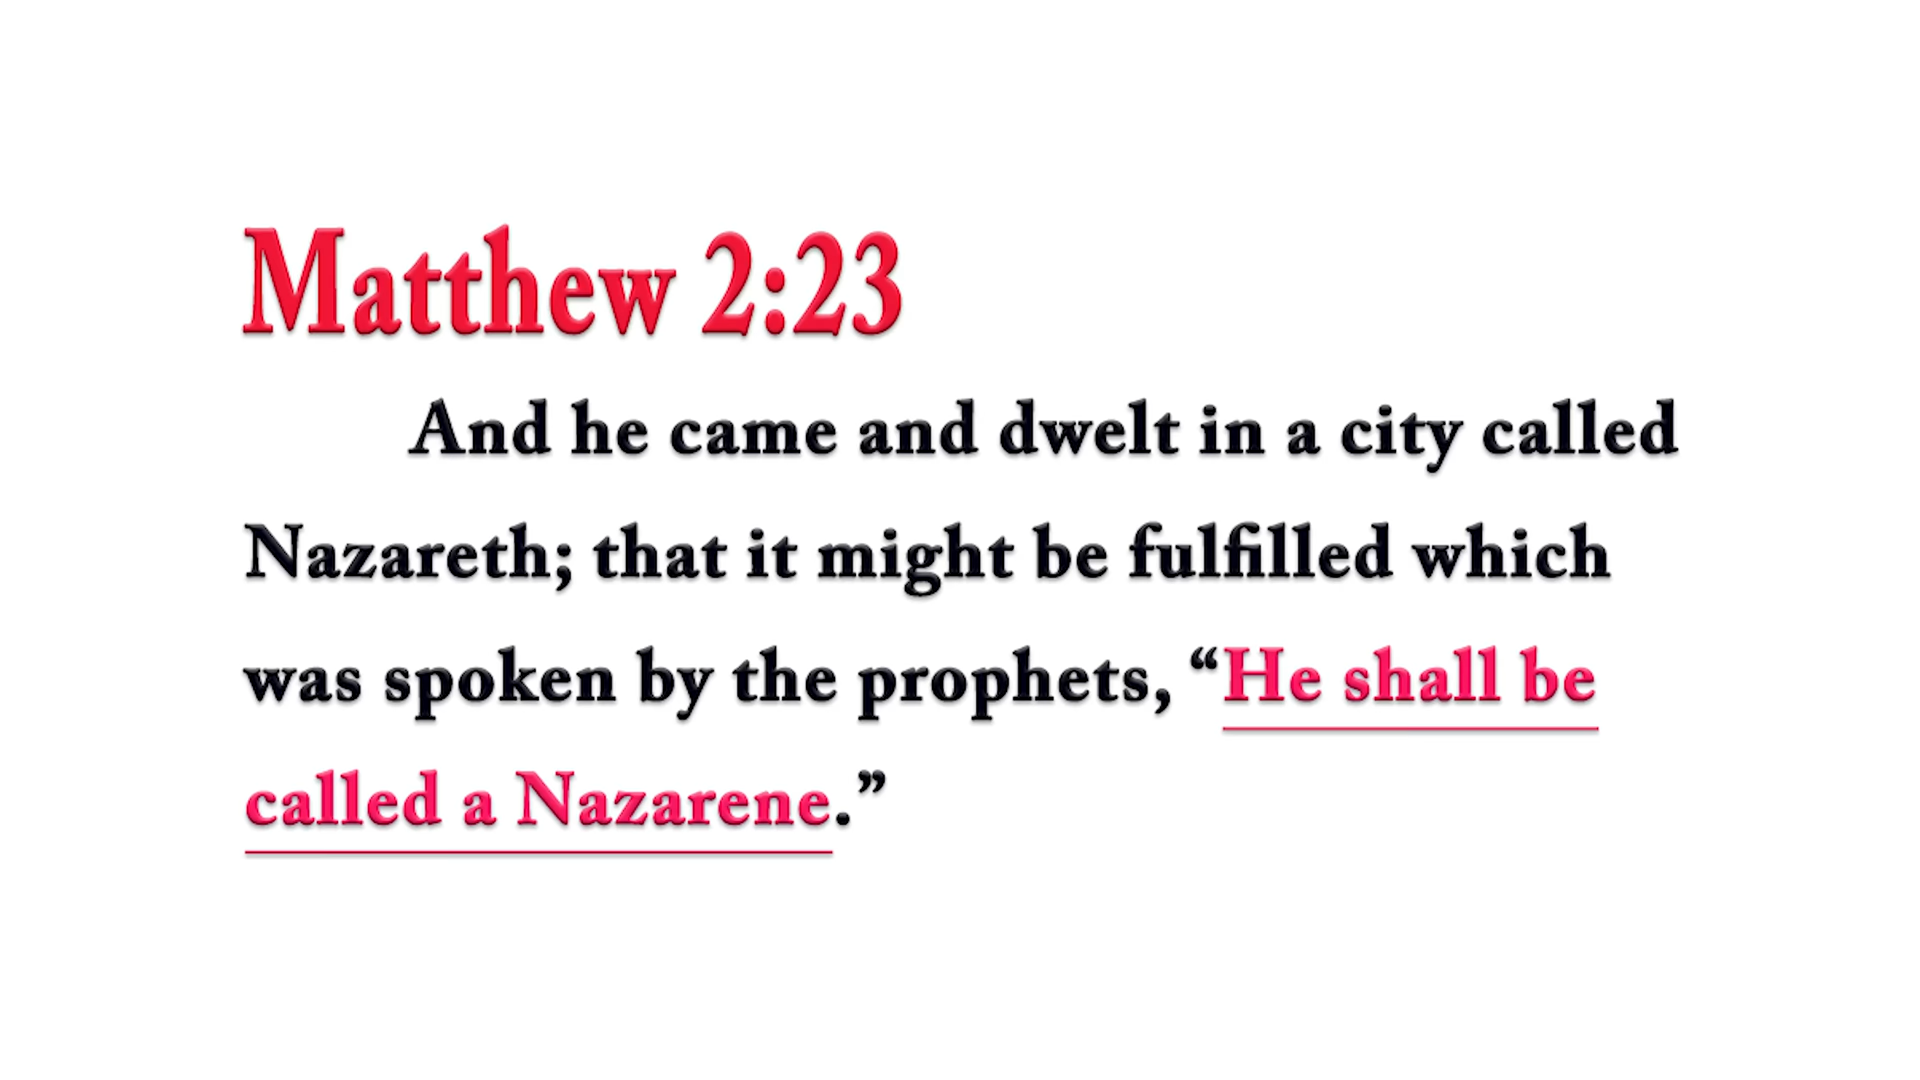 Matthew 2:23
And he came and dwelt in a city called
Nazareth; that it might be fulfilled which
was spoken by the prophets, “He shall be
called a Nazarene.”